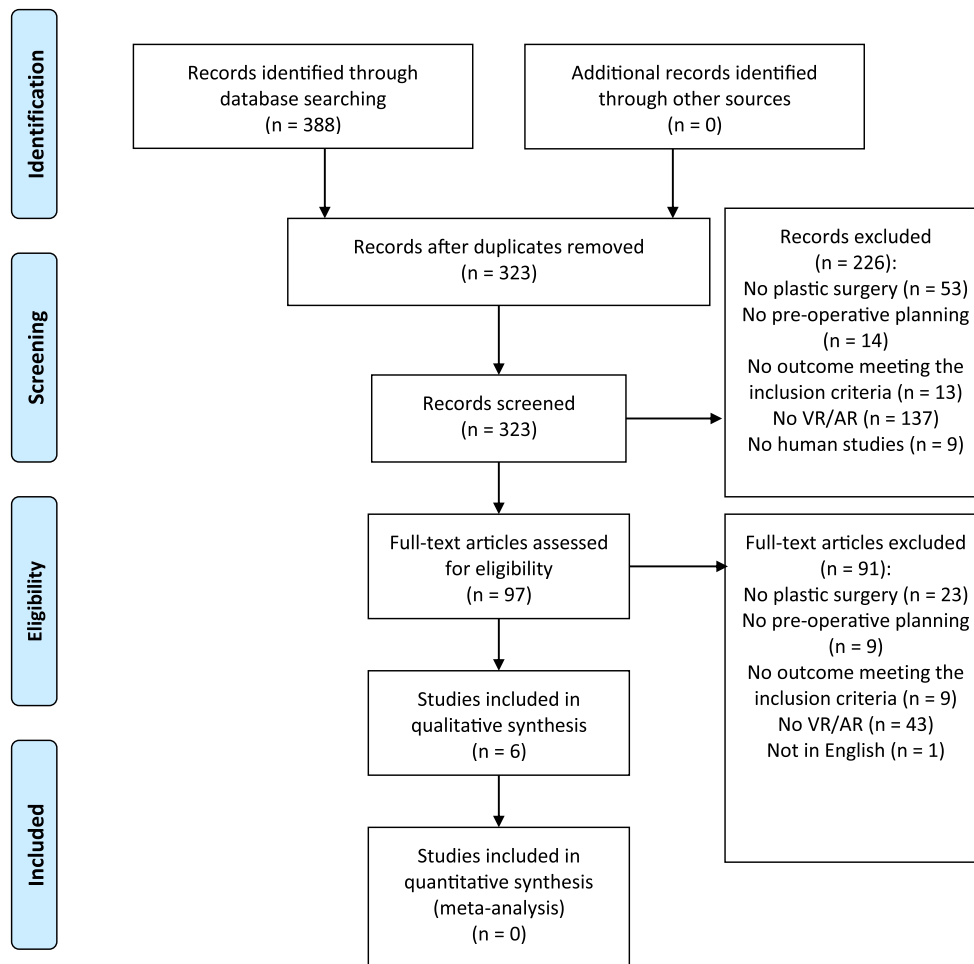 Identification
Records identified through
database searching
(n = 388)
Additional records identified
through other sources
(n = 0)
Records after duplicates removed
(n = 323)
Screening
Records screened
(n = 323)
Records excluded
(n = 226):
No plastic surgery (n = 53)
No pre-operative planning
(n = 14)
No outcome meeting the
inclusion criteria (n = 13)
No VR/AR (n = 137)
No human studies (n = 9)
Eligibility
Full-text articles assessed
for eligibility
(n = 97)
Full-text articles excluded
(n = 91):
No plastic surgery (n = 23)
No pre-operative planning
(n = 9)
No outcome meeting the
inclusion criteria (n = 9)
No VR/AR (n = 43)
Not in English (n = 1)
Studies included in
qualitative synthesis
(n = 6)
Included
Studies included in
quantitative synthesis
(meta-analysis)
(n = 0)